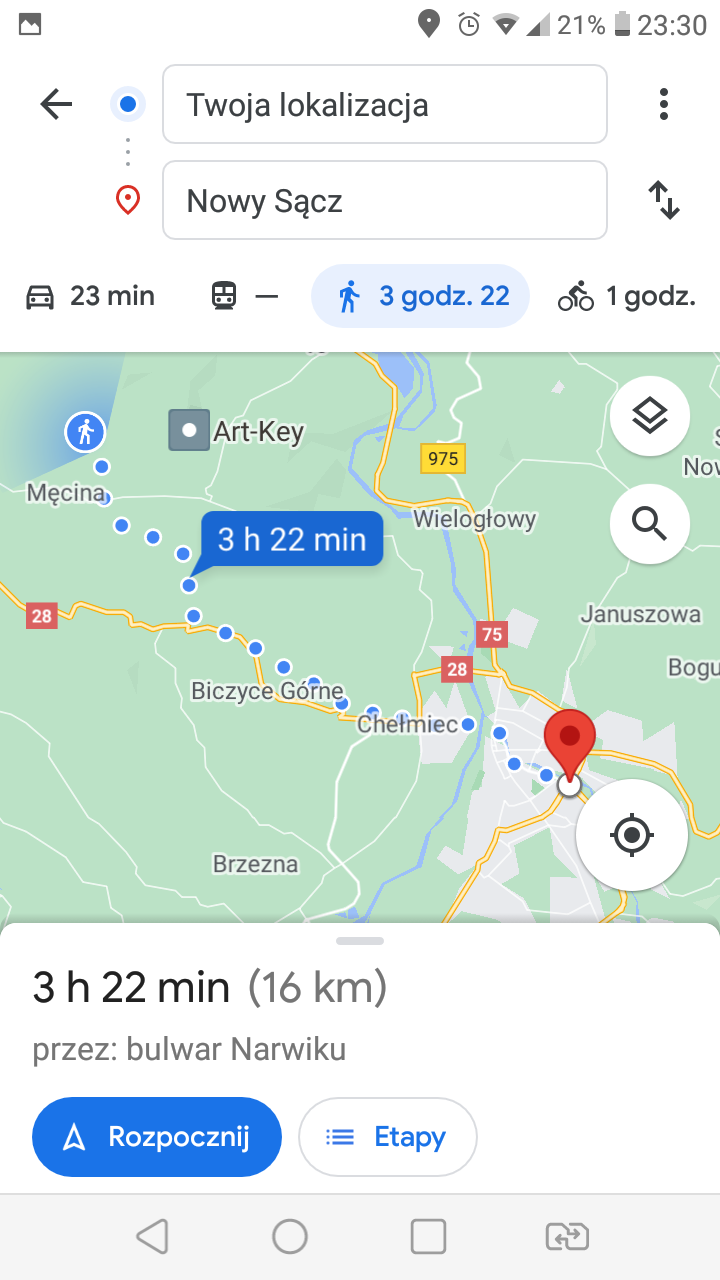 21% 23:30
Twoja lokalizacja
Nowy Sącz
23 min — 3 godz. 22 1 godz.
Art-Key
975
Męcina
Wielogłowy
3 h 22 min
28
Januszowa
75
28
Bogu
Biczyce Górne
Chełmiec
Brzezna
3 h 22 min (16 km)
przez: bulwar Narwiku
Rozpocznij Etapy